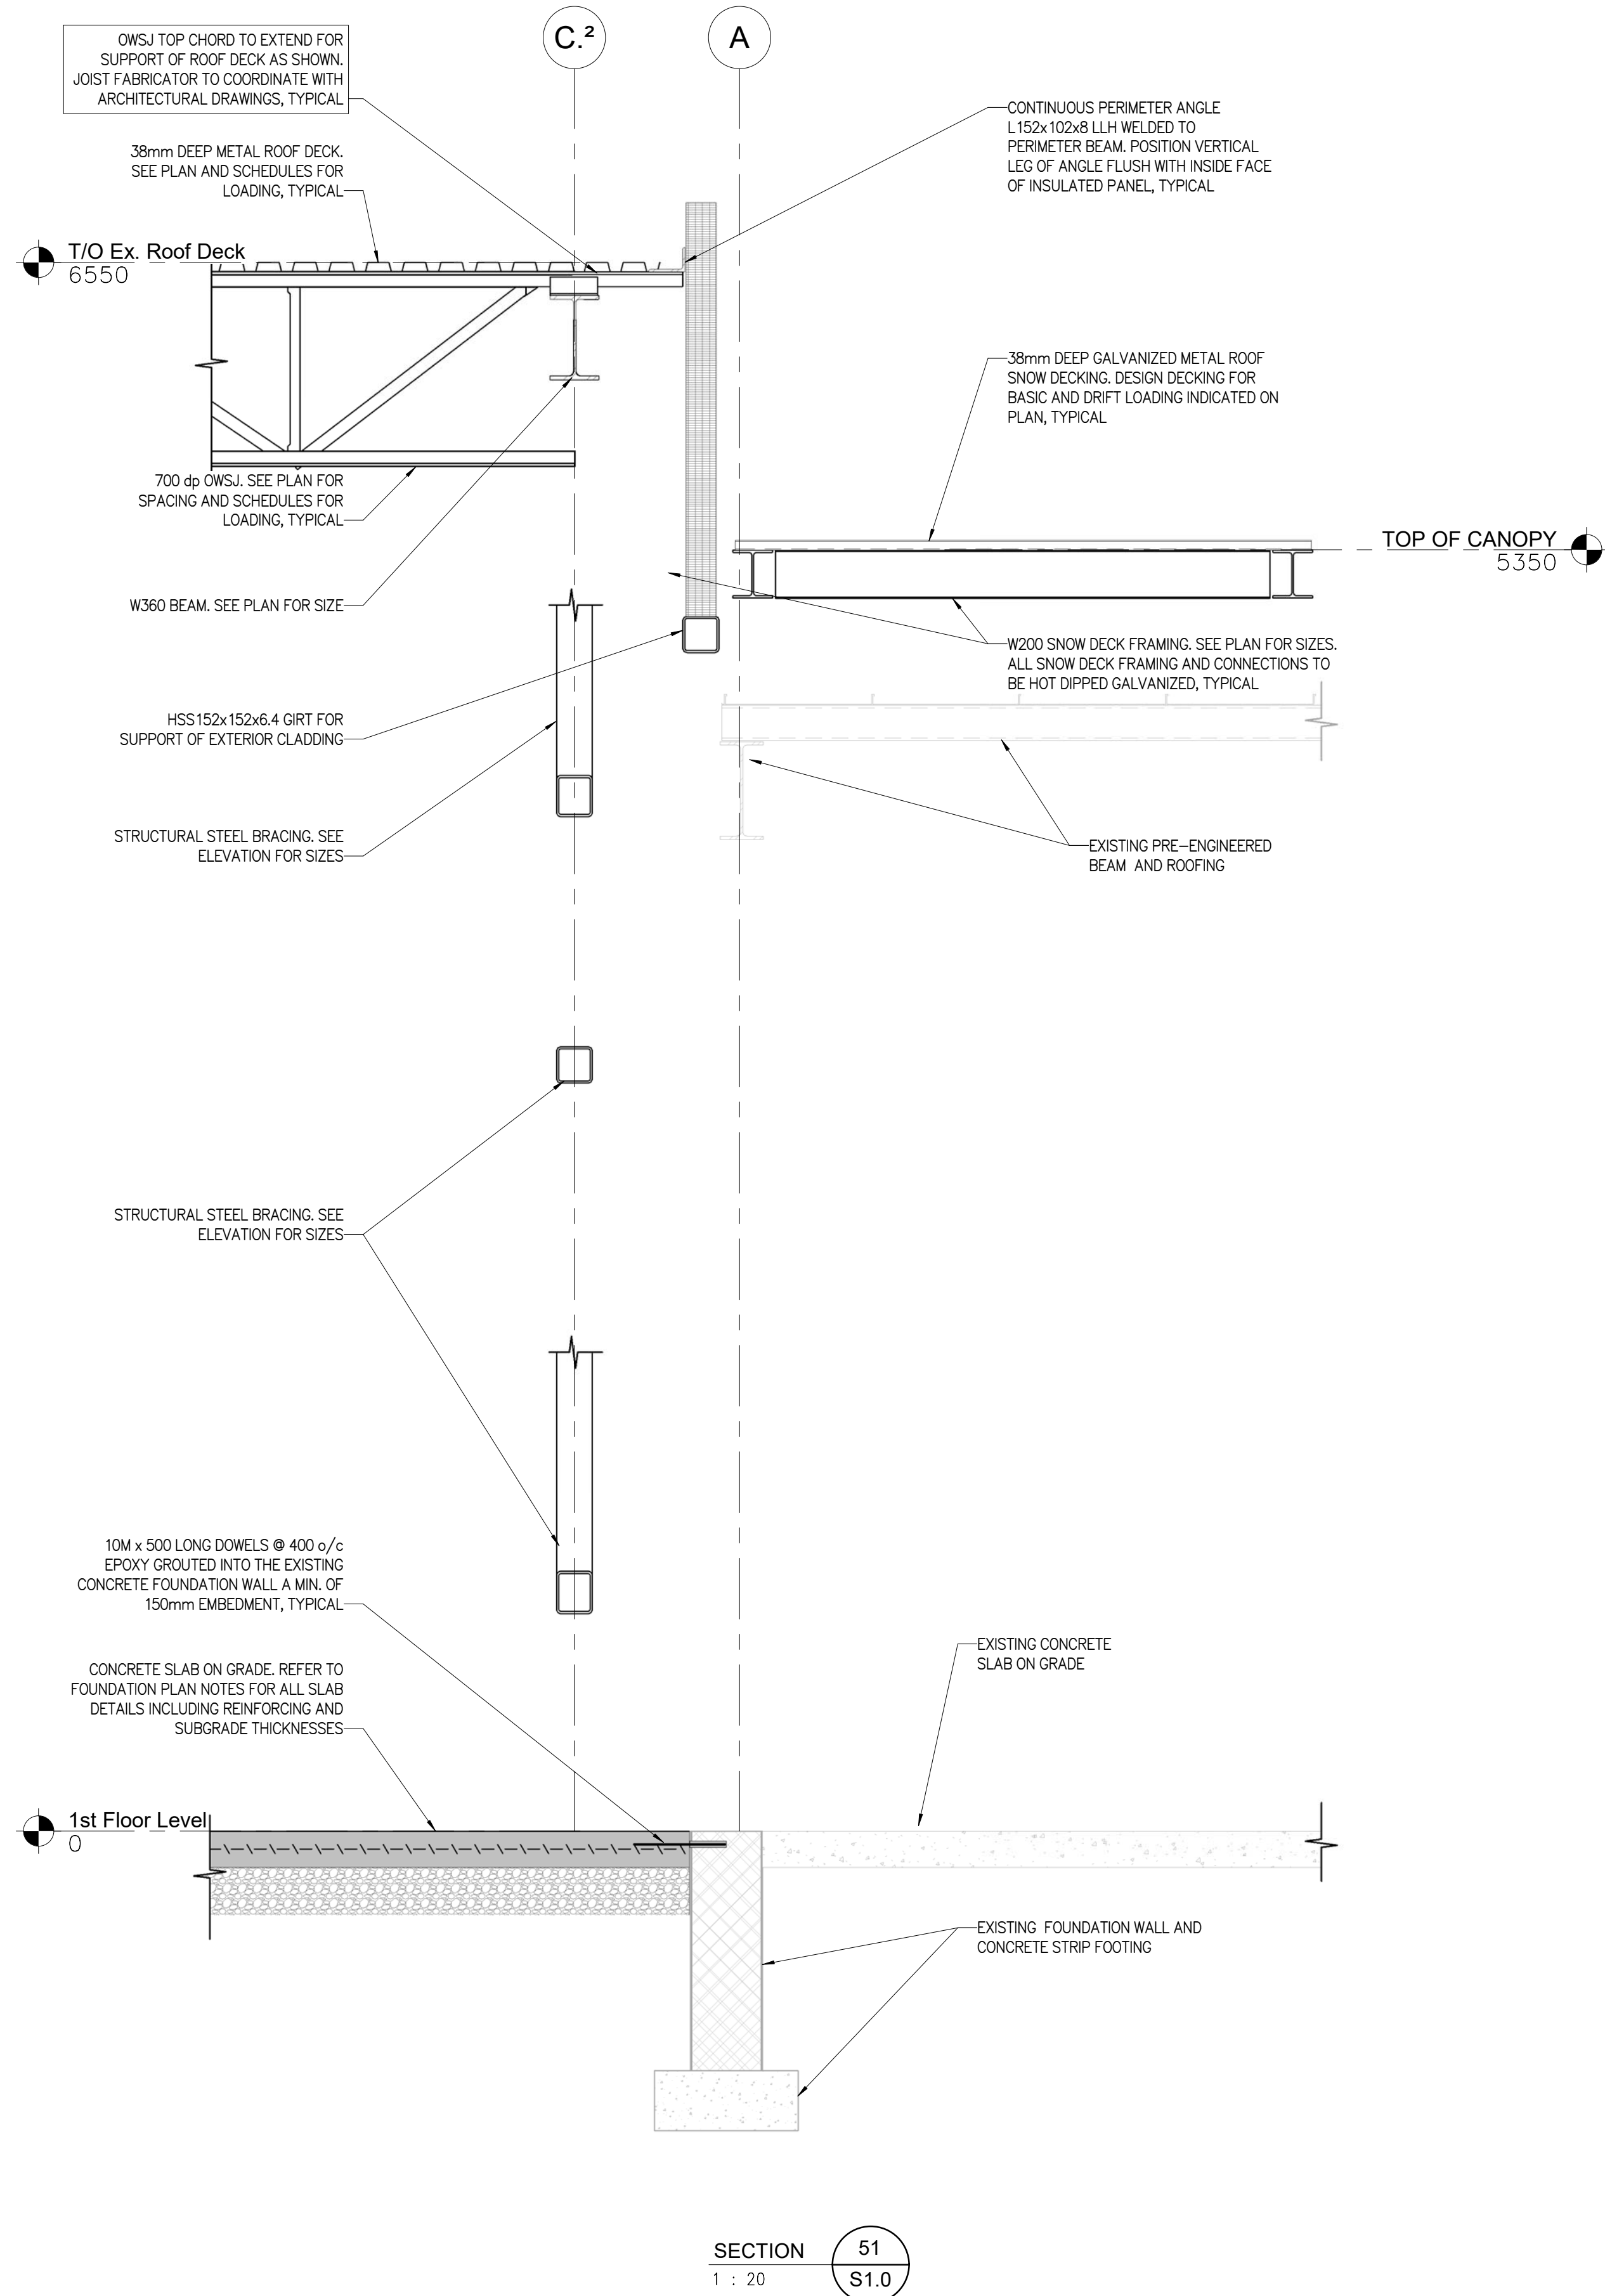 C.²
A
OWSJ TOP CHORD TO EXTEND FOR
SUPPORT OF ROOF DECK AS SHOWN.
JOIST FABRICATOR TO COORDINATE WITH
ARCHITECTURAL DRAWINGS, TYPICAL
CONTINUOUS PERIMETER ANGLE
L152x102x8 LLH WELDED TO
PERIMETER BEAM. POSITION VERTICAL
LEG OF ANGLE FLUSH WITH INSIDE FACE
OF INSULATED PANEL, TYPICAL
38mm DEEP METAL ROOF DECK.
SEE PLAN AND SCHEDULES FOR
LOADING, TYPICAL
T/O Ex. Roof Deck
6550
38mm DEEP GALVANIZED METAL ROOF
SNOW DECKING. DESIGN DECKING FOR
BASIC AND DRIFT LOADING INDICATED ON
PLAN, TYPICAL
700 dp OWSJ. SEE PLAN FOR
SPACING AND SCHEDULES FOR
LOADING, TYPICAL
TOP OF CANOPY
5350
W360 BEAM. SEE PLAN FOR SIZE
W200 SNOW DECK FRAMING. SEE PLAN FOR SIZES.
ALL SNOW DECK FRAMING AND CONNECTIONS TO
BE HOT DIPPED GALVANIZED, TYPICAL
HSS152x152x6.4 GIRT FOR
SUPPORT OF EXTERIOR CLADDING
STRUCTURAL STEEL BRACING. SEE
ELEVATION FOR SIZES
EXISTING PRE-ENGINEERED
BEAM AND ROOFING
STRUCTURAL STEEL BRACING. SEE
ELEVATION FOR SIZES
10M x 500 LONG DOWELS @ 400 o/c
EPOXY GROUTED INTO THE EXISTING
CONCRETE FOUNDATION WALL A MIN. OF
150mm EMBEDMENT, TYPICAL
EXISTING CONCRETE
SLAB ON GRADE
CONCRETE SLAB ON GRADE. REFER TO
FOUNDATION PLAN NOTES FOR ALL SLAB
DETAILS INCLUDING REINFORCING AND
SUBGRADE THICKNESSES
1st Floor Level
0
EXISTING FOUNDATION WALL AND
CONCRETE STRIP FOOTING
SECTION
1 : 20
51
S1.0